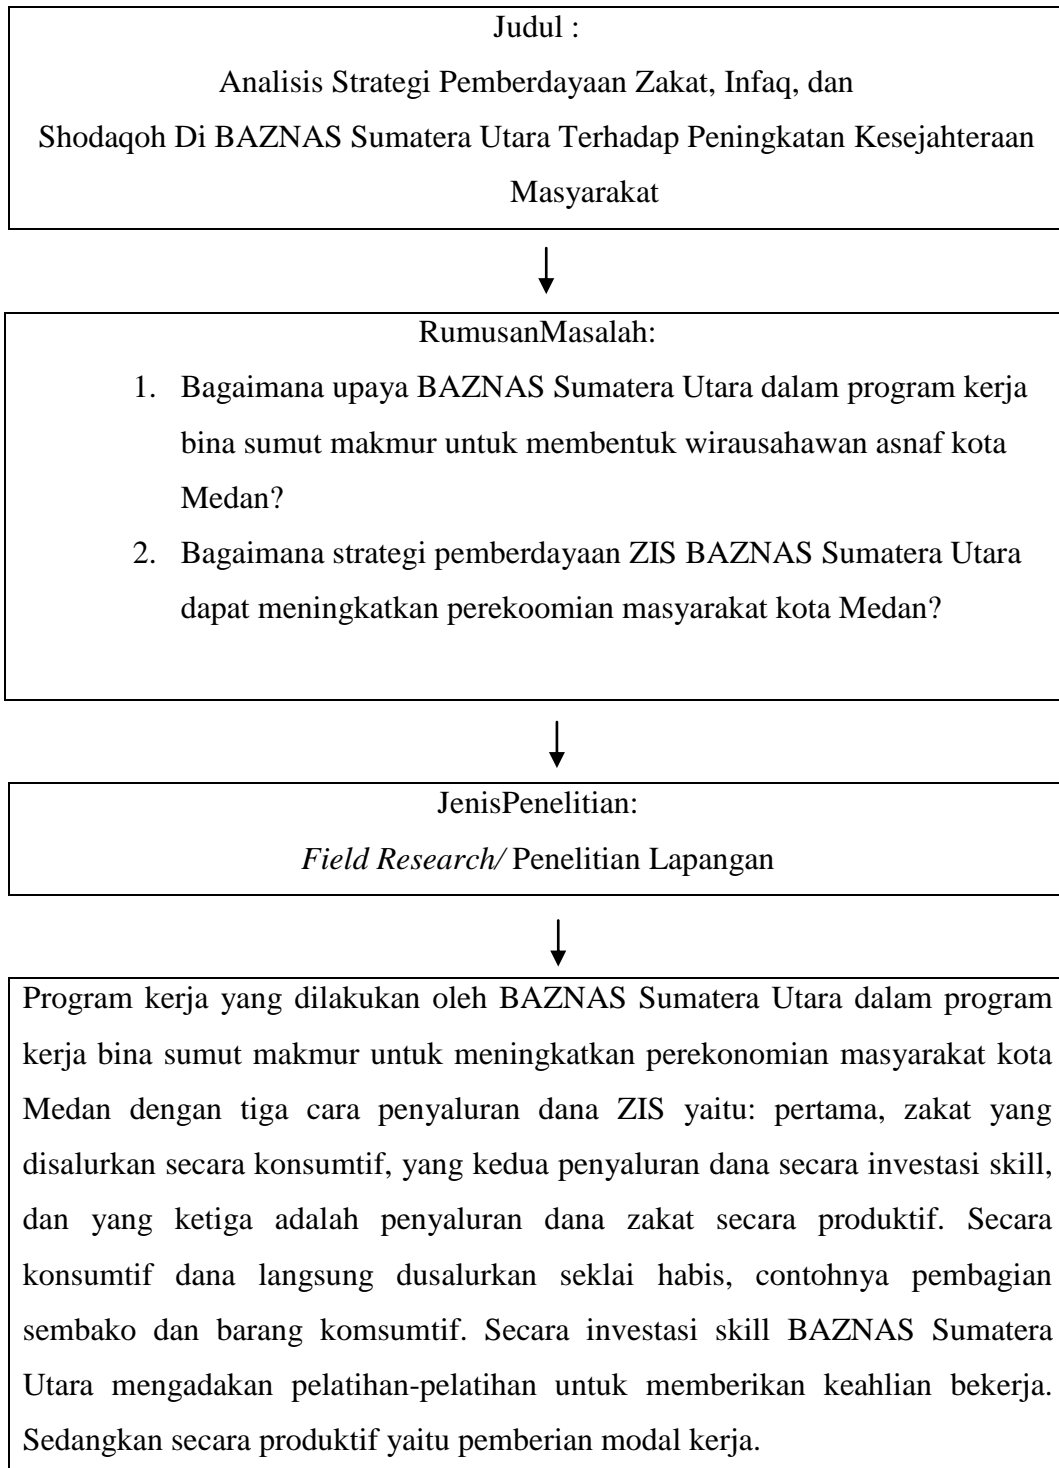 Judul :
Analisis Strategi Pemberdayaan Zakat, Infaq, dan
Shodaqoh Di BAZNAS Sumatera Utara Terhadap Peningkatan Kesejahteraan
Masyarakat
RumusanMasalah:
1. Bagaimana upaya BAZNAS Sumatera Utara dalam program kerja
bina sumut makmur untuk membentuk wirausahawan asnaf kota
Medan?
2. Bagaimana strategi pemberdayaan ZIS BAZNAS Sumatera Utara
dapat meningkatkan perekoomian masyarakat kota Medan?
JenisPenelitian:
Field Research/ Penelitian Lapangan
Program kerja yang dilakukan oleh BAZNAS Sumatera Utara dalam program
kerja bina sumut makmur untuk meningkatkan perekonomian masyarakat kota
Medan dengan tiga cara penyaluran dana ZIS yaitu: pertama, zakat yang
disalurkan secara konsumtif, yang kedua penyaluran dana secara investasi skill,
dan yang ketiga adalah penyaluran dana zakat secara produktif. Secara
konsumtif dana langsung dusalurkan seklai habis, contohnya pembagian
sembako dan barang komsumtif. Secara investasi skill BAZNAS Sumatera
Utara mengadakan pelatihan-pelatihan untuk memberikan keahlian bekerja.
Sedangkan secara produktif yaitu pemberian modal kerja.